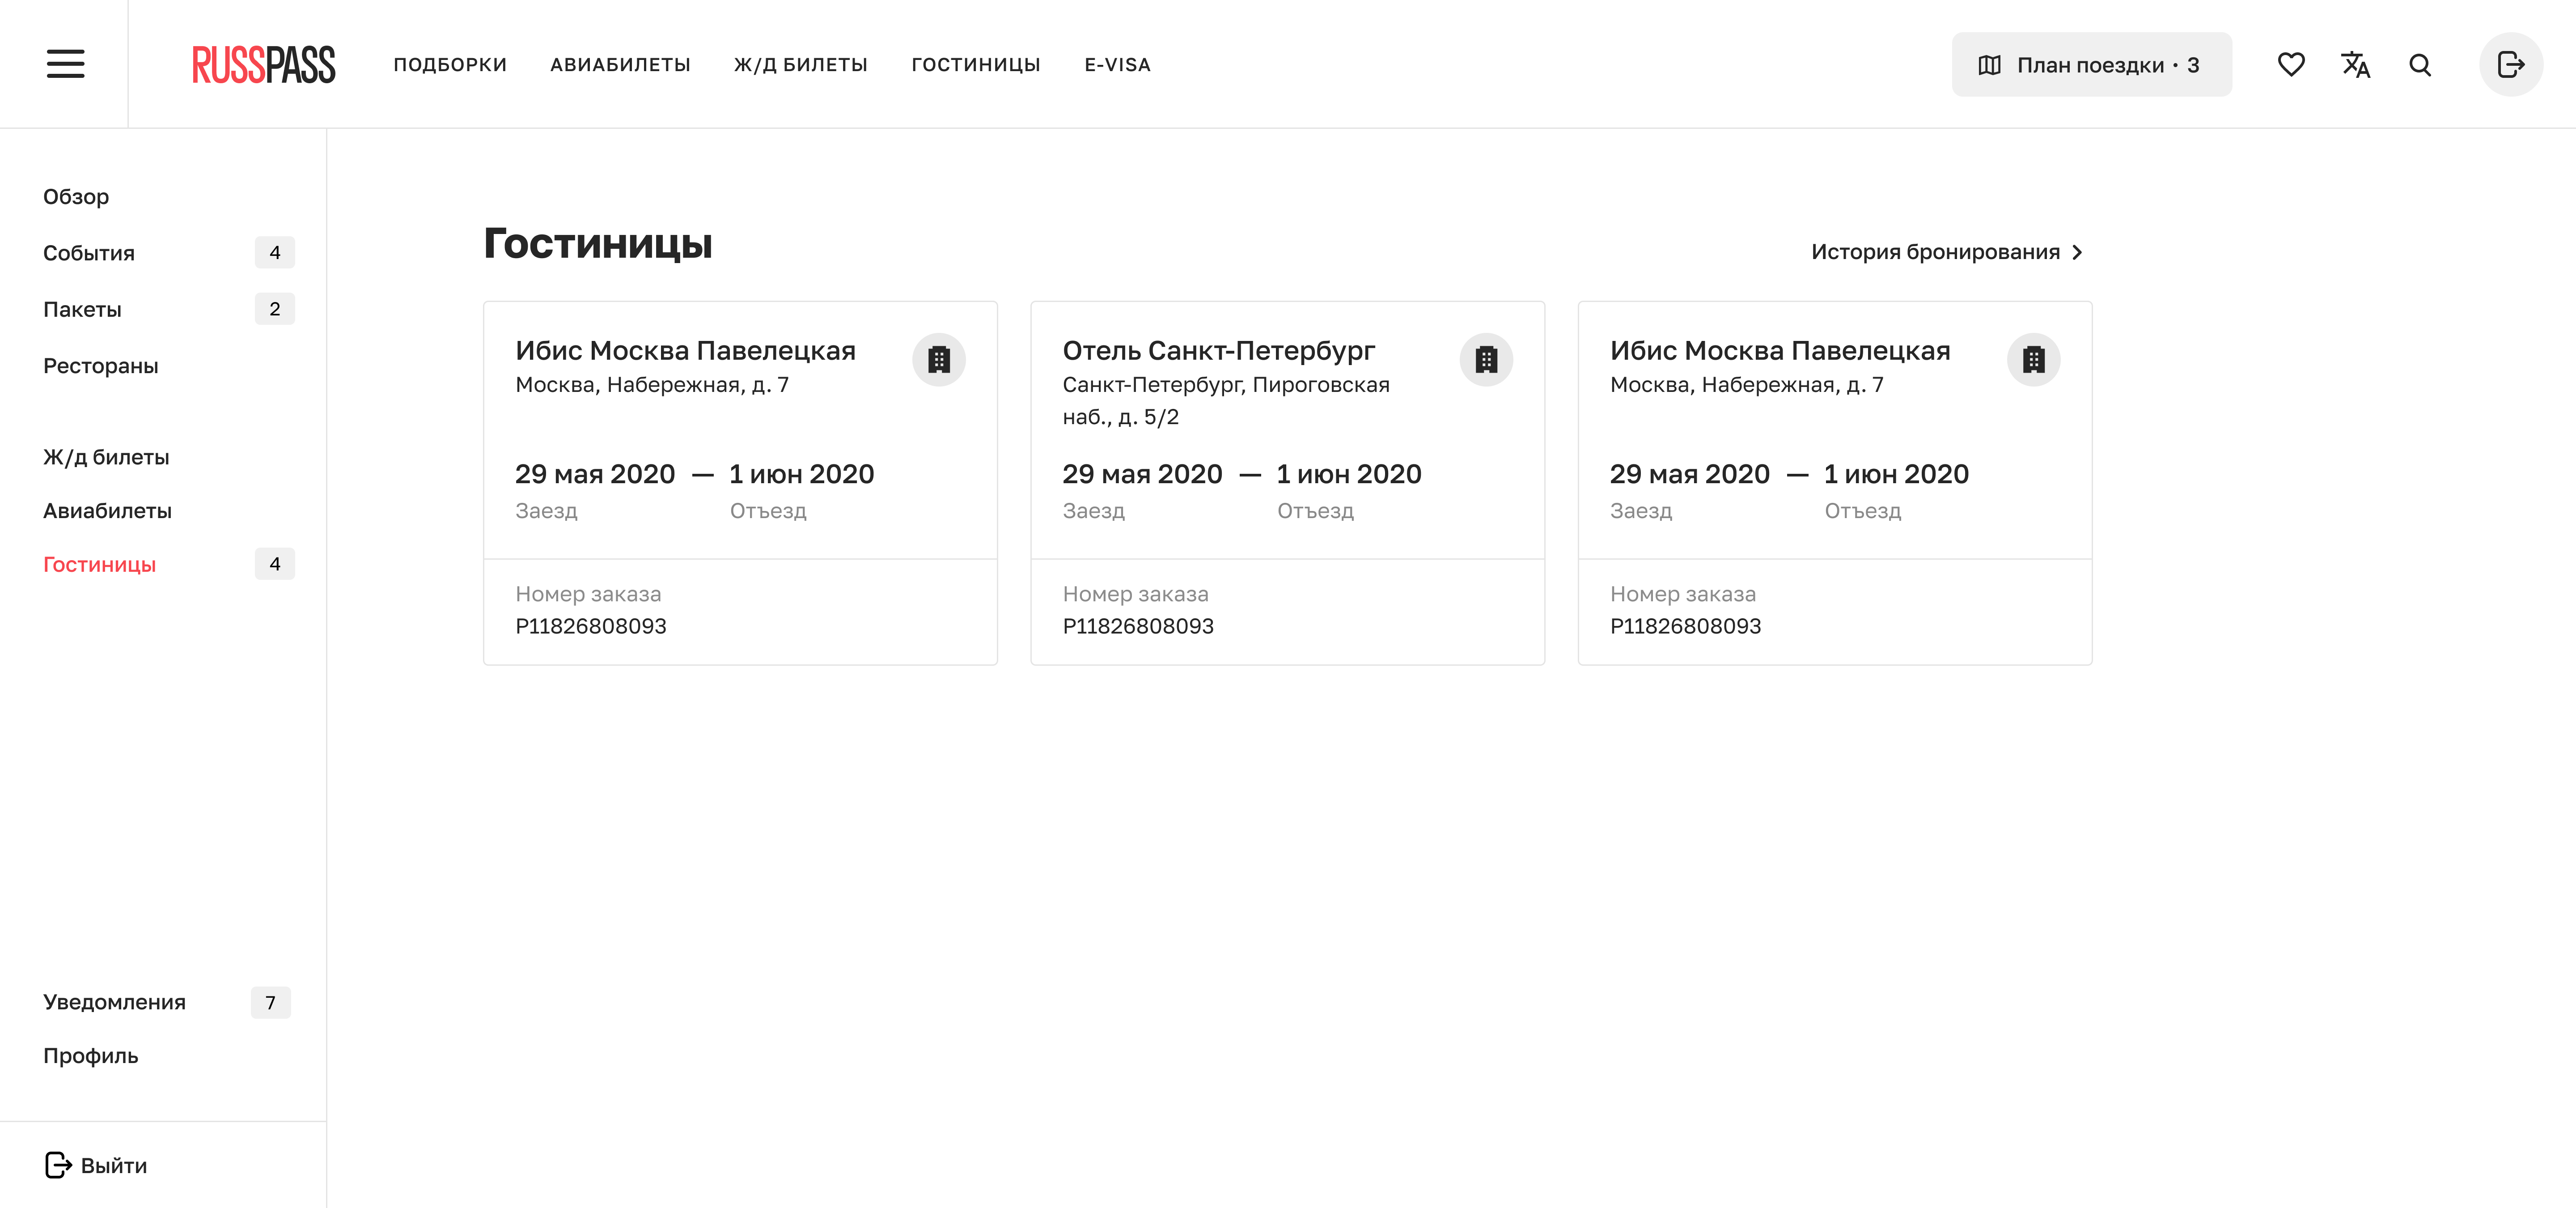 RUSSPASS
ПОДБОРКИ
АВИАБИЛЕТЫ
Ж/Д БИЛЕТЫ
ГОСТИНИЦЫ
E-VISA
План поездки · 3
Обзор
События 4
Пакеты 2
Рестораны
Ж/д билеты
Авиабилеты
Гостиницы 4
Уведомления 7
Профиль
Выйти
Гостиницы
История бронирования
Ибис Москва Павелецкая
Москва, Набережная, д. 7
29 мая 2020 — 1 июн 2020
Заезд Отъезд
Номер заказа
P11826808093
Отель Санкт-Петербург
Санкт-Петербург, Пироговская
наб., д. 5/2
29 мая 2020 — 1 июн 2020
Заезд Отъезд
Номер заказа
P11826808093
Ибис Москва Павелецкая
Москва, Набережная, д. 7
29 мая 2020 — 1 июн 2020
Заезд Отъезд
Номер заказа
P11826808093